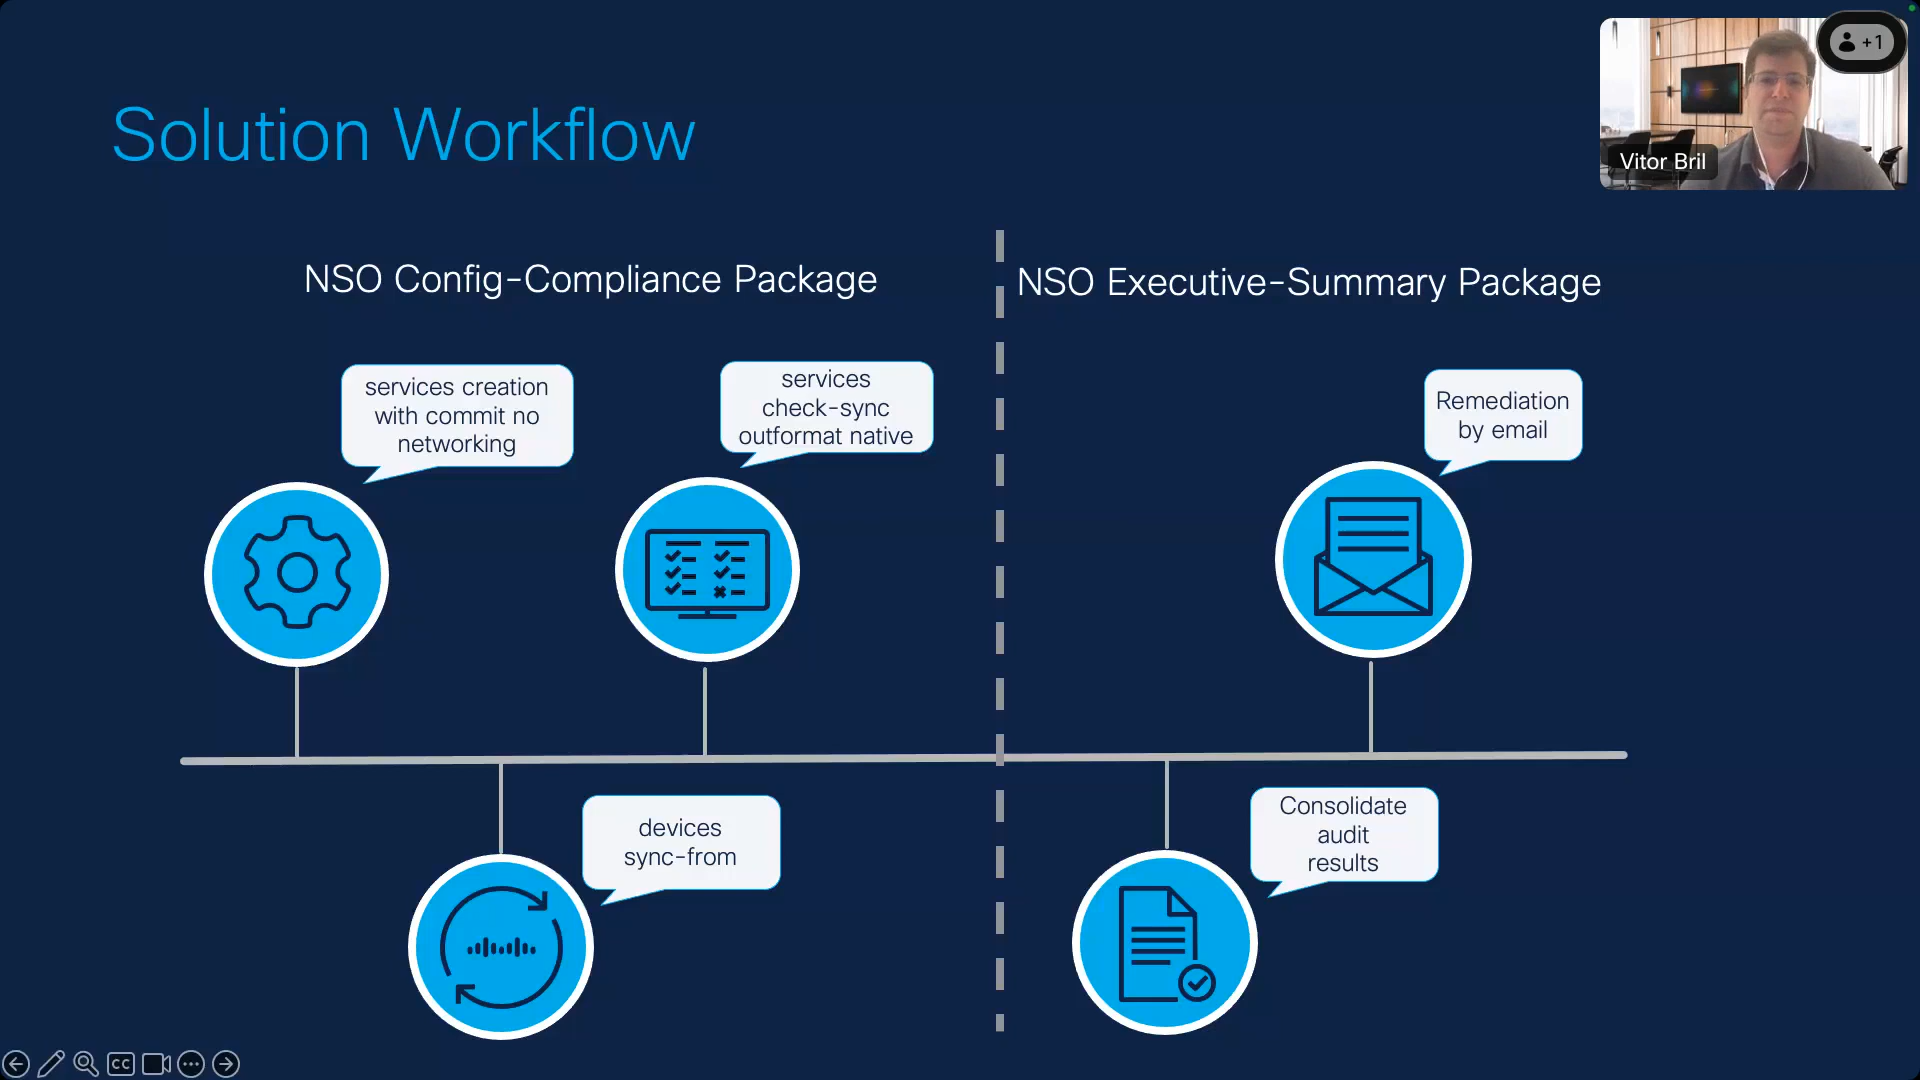 +1
Vitor Bril
Solution Workflow
NSO Config-Compliance Package
NSO Executive-Summary Package
services creation
with commit no
networking
services
check-sync
outformat native
Remediation
by email
devices
sync-from
Consolidate
audit
results
CC